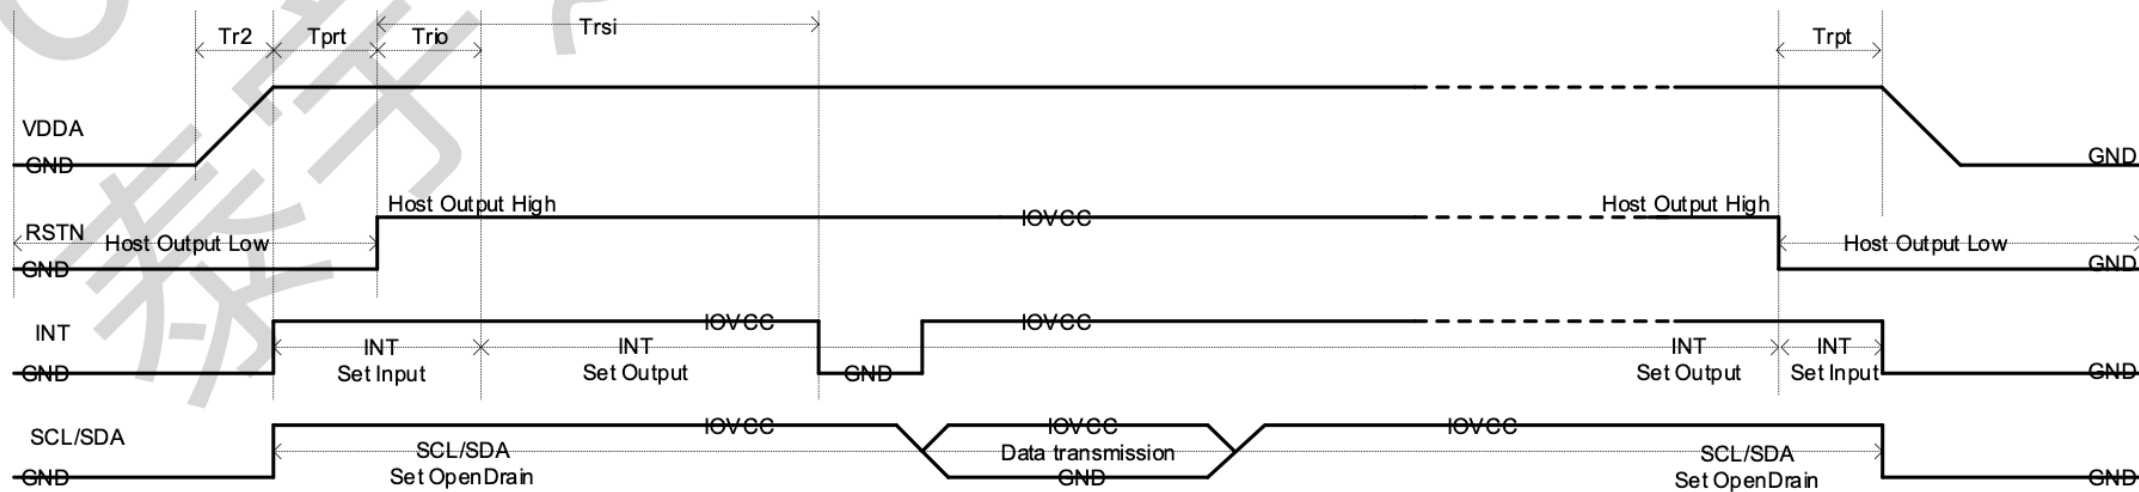 Trsi
Tr2
Tprt
Trio
Trpt
VDDA
GND
GND
Host Output High
Host Output High
RSTN
Host Output Low
IOVCC
Host Output Low
GND
GND
INT
IOVCC
IOVCC
INT
Set Input
INT
Set Output
INT
Set Output
INT
Set Input
GND
GND
GND
SCL/SDA
IOVCC
IOVCC
IOVCC
SCL/SDA
Set OpenDrain
Data transmission
SCL/SDA
Set OpenDrain
GND
GND
GND
泰宇